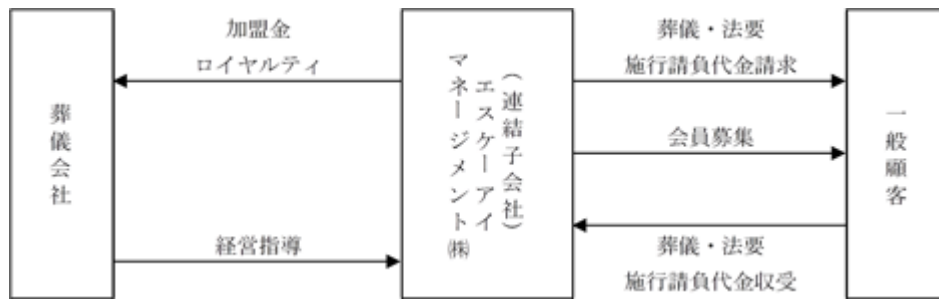 葬儀会社
加盟金
ロイヤルティ
経営指導
(連結子会社)
エスケーアイ
マネージメント㈱
葬儀・法要
施行請負代金請求
会員募集
葬儀・法要
施行請負代金収受
一般顧客